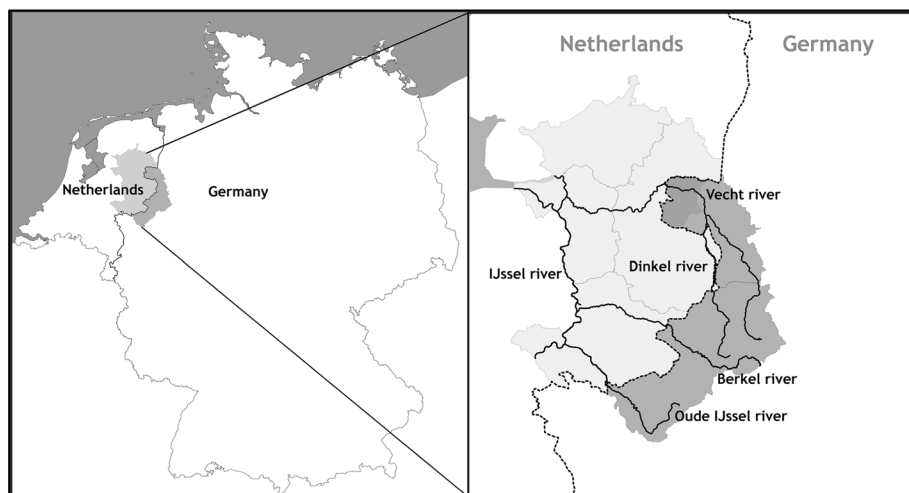 Netherlands
Germany
Netherlands
Germany
Vecht river
IJssel river
Dinkel river
Berkel river
Oude IJssel river